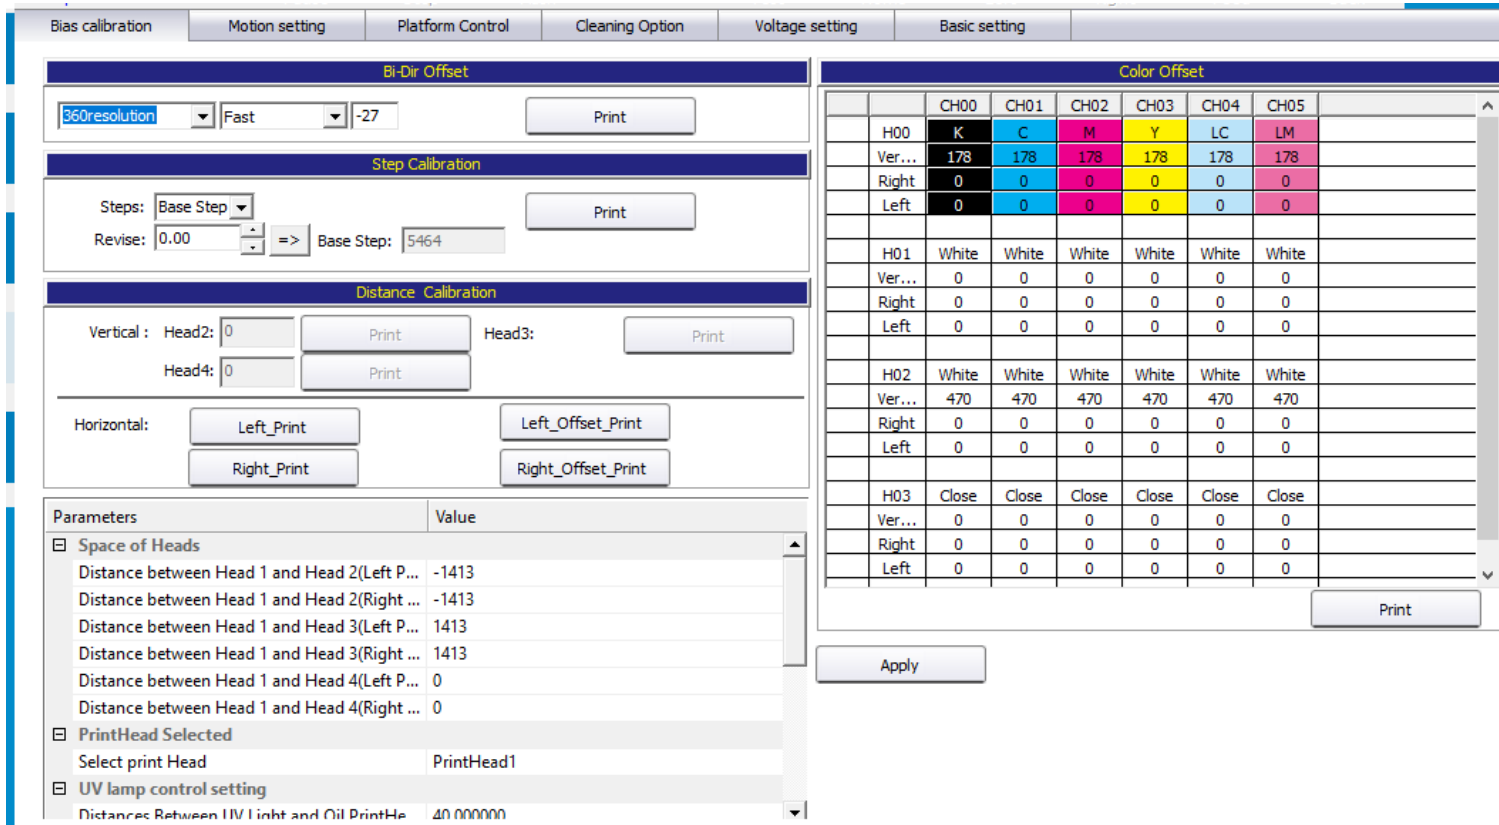 Bias calibration Motion setting Platform Control Cleaning Option Voltage setting Basic setting
Bi-Dir Offset
360resolution Fast -27 Print
Step Calibration
Steps: Base Step Print
Revise: 0.00 => Base Step: 5464
Distance Calibration
Vertical : Head2: 0 Print Head3: Print
Head4: 0 Print
Horizontal: Left_Print Left_Offset_Print
Right_Print Right_Offset_Print
Parameters Value
Space of Heads
Distance between Head 1 and Head 2(Left P... -1413
Distance between Head 1 and Head 2(Right ... -1413
Distance between Head 1 and Head 3(Left P... 1413
Distance between Head 1 and Head 3(Right ... 1413
Distance between Head 1 and Head 4(Left P... 0
Distance between Head 1 and Head 4(Right ... 0
PrintHead Selected
Select print Head PrintHead1
UV lamp control setting
Distances Between UV Light and Oil PrintHe... 40.000000
Color Offset
CH00 CH01 CH02 CH03 CH04 CH05
H00 K C M Y LC LM
Ver... 178 178 178 178 178 178
Right 0 0 0 0 0 0
Left 0 0 0 0 0 0
H01 White White White White White White
Ver... 0 0 0 0 0 0
Right 0 0 0 0 0 0
Left 0 0 0 0 0 0
H02 White White White White White White
Ver... 470 470 470 470 470 470
Right 0 0 0 0 0 0
Left 0 0 0 0 0 0
H03 Close Close Close Close Close Close
Ver... 0 0 0 0 0 0
Right 0 0 0 0 0 0
Left 0 0 0 0 0 0
Print
Apply